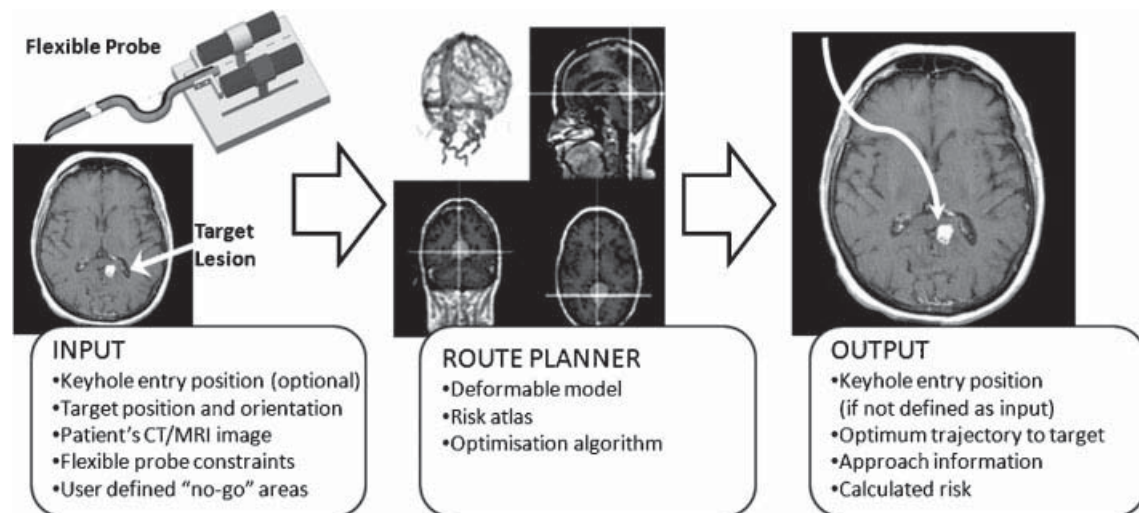 Flexible Probe
Target
Lesion
INPUT
•Keyhole entry position (optional)
•Target position and orientation
•Patient's CT/MRI image
•Flexible probe constraints
•User defined “no-go” areas
ROUTE PLANNER
•Deformable model
•Risk atlas
•Optimisation algorithm
OUTPUT
•Keyhole entry position
(if not defined as input)
•Optimum trajectory to target
•Approach information
•Calculated risk